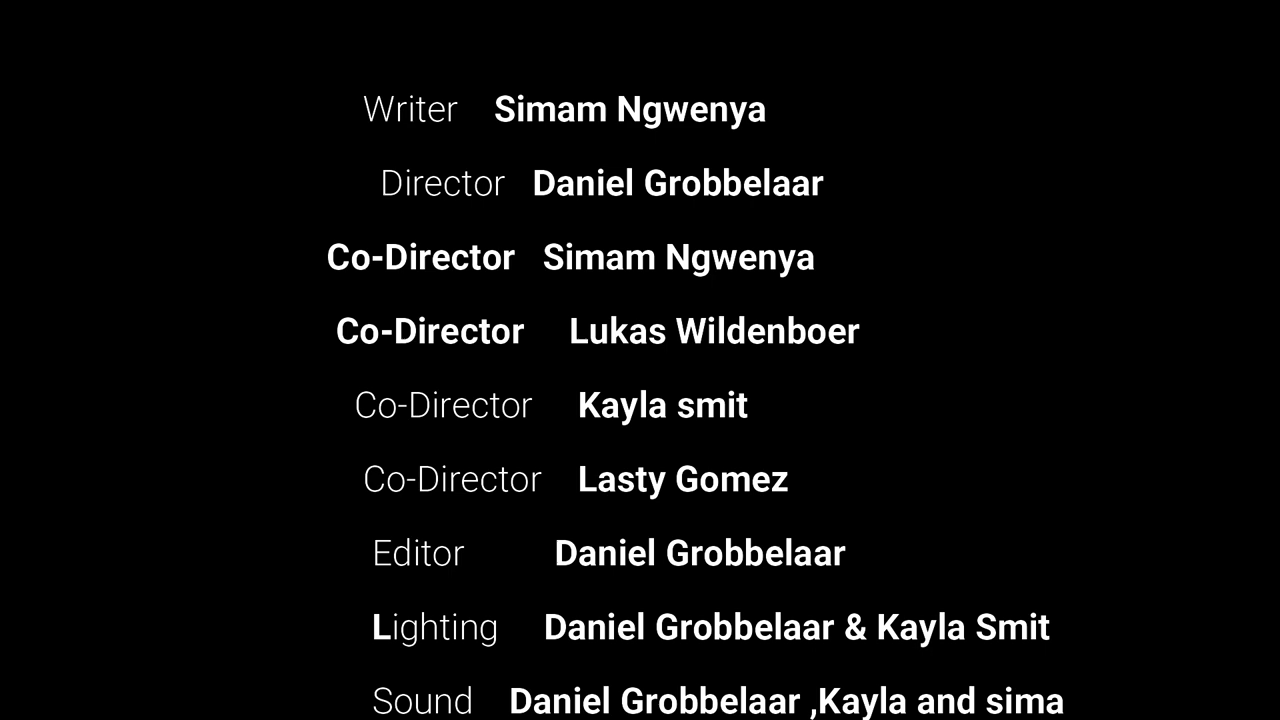 Writer Simam Ngwenya
Director Daniel Grobbelaar
Co-Director Simam Ngwenya
Co-Director Lukas Wildenboer
Co-Director Kayla smit
Co-Director Lasty Gomez
Editor Daniel Grobbelaar
Lighting Daniel Grobbelaar & Kayla Smit
Sound Daniel Grobbelaar ,Kayla and sima